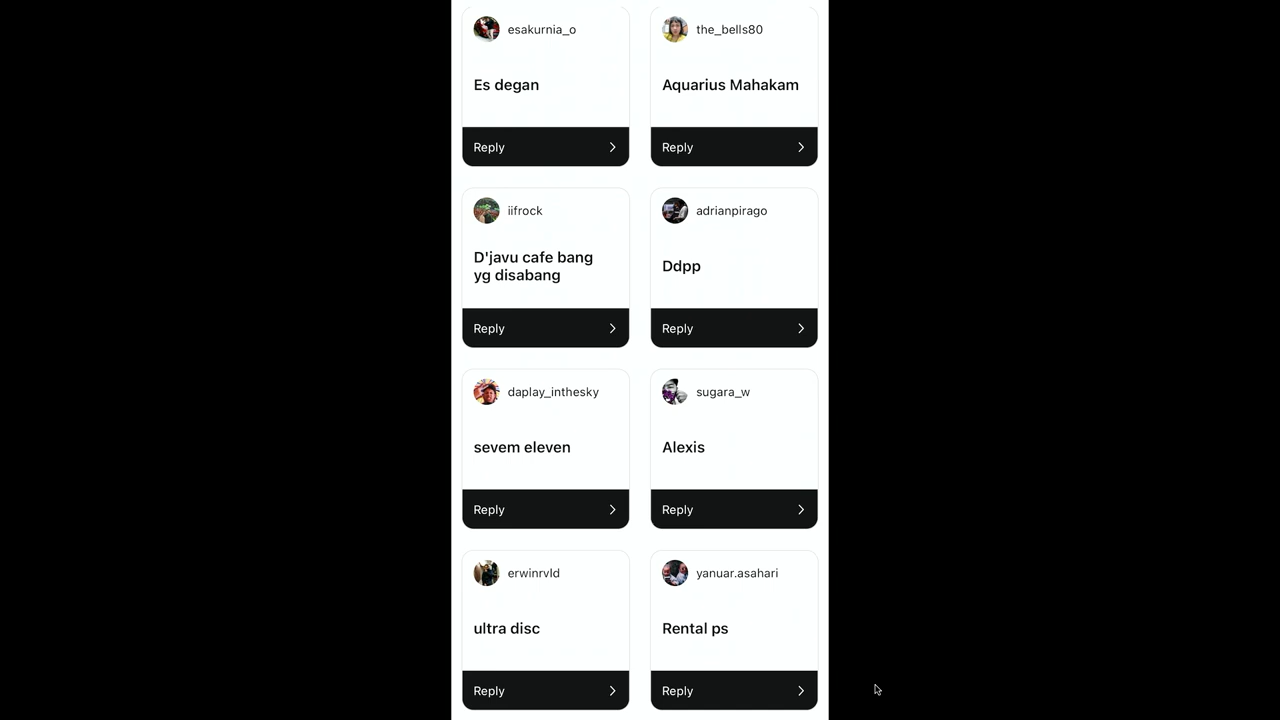 esakurnia_o
Es degan
Reply
the_bells80
Aquarius Mahakam
Reply
iifrock
D'javu cafe bang
yg disabang
Reply
adrianpirago
Ddpp
Reply
daplay_inthesky
sevem eleven
Reply
sugara_w
Alexis
Reply
erwinrvld
ultra disc
Reply
yanuar.asahari
Rental ps
Reply